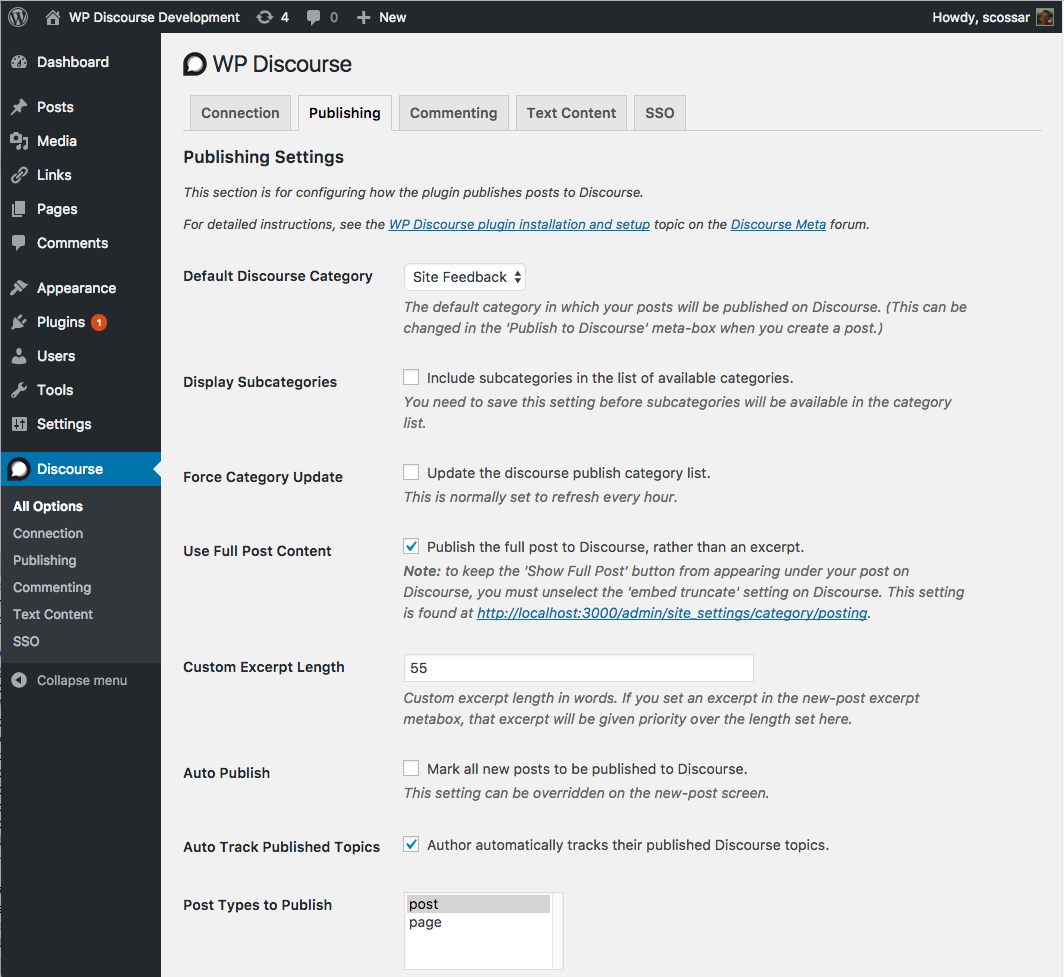 WP Discourse Development 4 0 New Howdy, scossar
Dashboard
Posts
Media
Links
Pages
Comments
Appearance
Plugins 1
Users
Tools
Settings
Discourse
All Options
Connection
Publishing
Commenting
Text Content
SSO
Collapse menu
WP Discourse
Connection Publishing Commenting Text Content SSO
Publishing Settings
This section is for configuring how the plugin publishes posts to Discourse.
For detailed instructions, see the WP Discourse plugin installation and setup topic on the Discourse Meta forum.
Default Discourse Category Site Feedback
The default category in which your posts will be published on Discourse. (This can be
changed in the 'Publish to Discourse' meta-box when you create a post.)
Display Subcategories Include subcategories in the list of available categories.
You need to save this setting before subcategories will be available in the category
list.
Force Category Update Update the discourse publish category list.
This is normally set to refresh every hour.
Use Full Post Content Publish the full post to Discourse, rather than an excerpt.
Note: to keep the 'Show Full Post' button from appearing under your post on
Discourse, you must unselect the 'embed truncate' setting on Discourse. This setting
is found at http://localhost:3000/admin/site_settings/category/posting.
Custom Excerpt Length 55
Custom excerpt length in words. If you set an excerpt in the new-post excerpt
metabox, that excerpt will be given priority over the length set here.
Auto Publish Mark all new posts to be published to Discourse.
This setting can be overridden on the new-post screen.
Auto Track Published Topics Author automatically tracks their published Discourse topics.
Post Types to Publish post
page